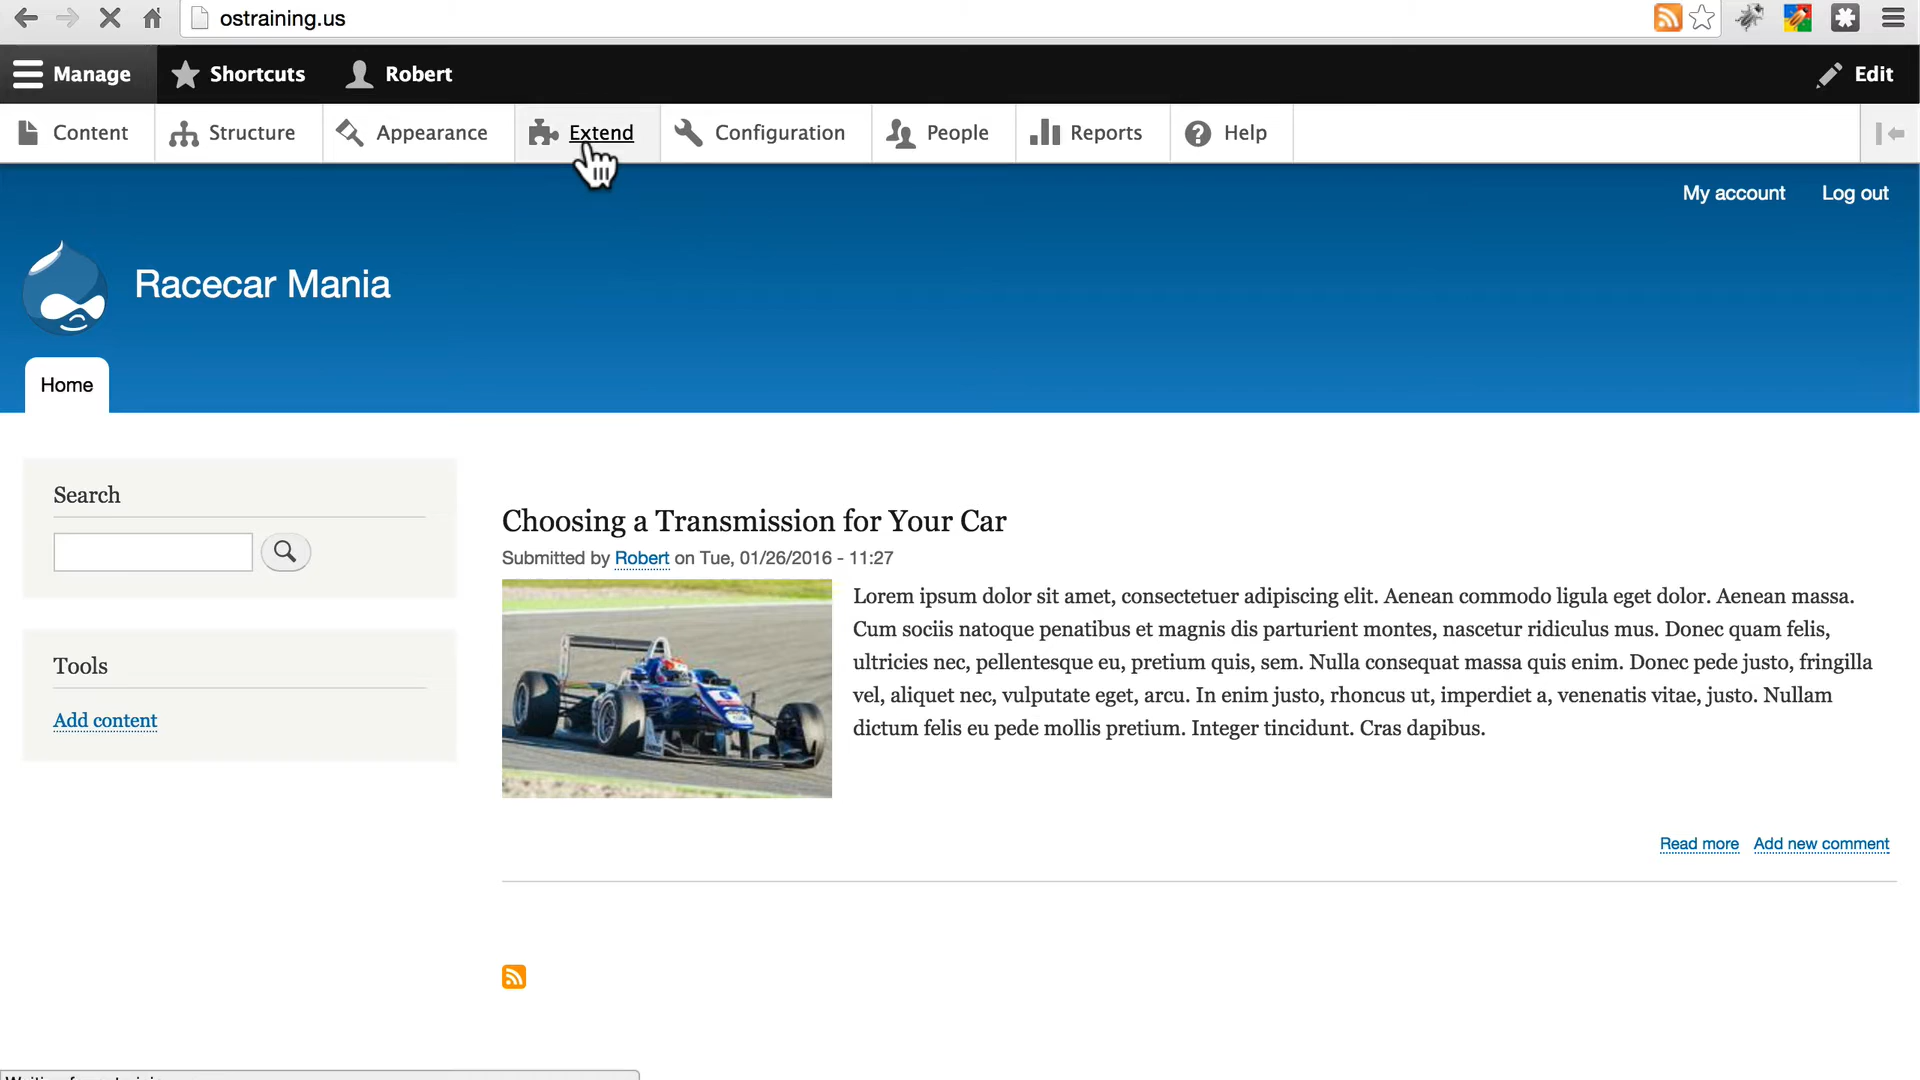 ostraining.us
Manage Shortcuts Robert Edit
Content Structure Appearance Extend Configuration People Reports Help
My account Log out
Racecar Mania
Home
Search
Choosing a Transmission for Your Car
Submitted by Robert on Tue, 01/26/2016 - 11:27
Lorem ipsum dolor sit amet, consectetuer adipiscing elit. Aenean commodo ligula eget dolor. Aenean massa.
Cum sociis natoque penatibus et magnis dis parturient montes, nascetur ridiculus mus. Donec quam felis,
ultricies nec, pellentesque eu, pretium quis, sem. Nulla consequat massa quis enim. Donec pede justo, fringilla
vel, aliquet nec, vulputate eget, arcu. In enim justo, rhoncus ut, imperdiet a, venenatis vitae, justo. Nullam
dictum felis eu pede mollis pretium. Integer tincidunt. Cras dapibus.
Tools
Add content
Read more Add new comment